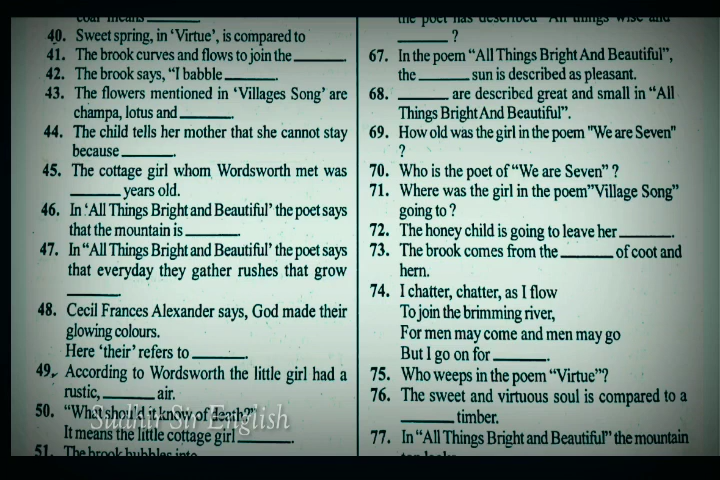 coal means ______
40. Sweet spring, in ‘Virtue’, is compared to
41. The brook curves and flows to join the ______.
42. The brook says, “I babble ______.
43. The flowers mentioned in ‘Villages Song’ are
champa, lotus and ______.
44. The child tells her mother that she cannot stay
because ______.
45. The cottage girl whom Wordsworth met was
______ years old.
46. In ‘All Things Bright and Beautiful’ the poet says
that the mountain is ______.
47. In “All Things Bright and Beautiful’ the poet says
that everyday they gather rushes that grow
______
48. Cecil Frances Alexander says, God made their
glowing colours.
Here ‘their’ refers to ______.
49. According to Wordsworth the little girl had a
rustic, ______ air.
50. “What should it know of death?”
It means the little cottage girl ______.
51. The brook bubbles into
the poet has described “All things wise and
______ ?
67. In the poem “All Things Bright And Beautiful”,
the ______ sun is described as pleasant.
68. ______ are described great and small in “All
Things Bright And Beautiful”.
69. How old was the girl in the poem "We are Seven"
?
70. Who is the poet of “We are Seven” ?
71. Where was the girl in the poem”Village Song”
going to ?
72. The honey child is going to leave her ______.
73. The brook comes from the ______ of coot and
hern.
74. I chatter, chatter, as I flow
To join the brimming river,
For men may come and men may go
But I go on for ______.
75. Who weeps in the poem “Virtue”?
76. The sweet and virtuous soul is compared to a
______ timber.
77. In “All Things Bright and Beautiful” the mountain
Sudhir Sir English